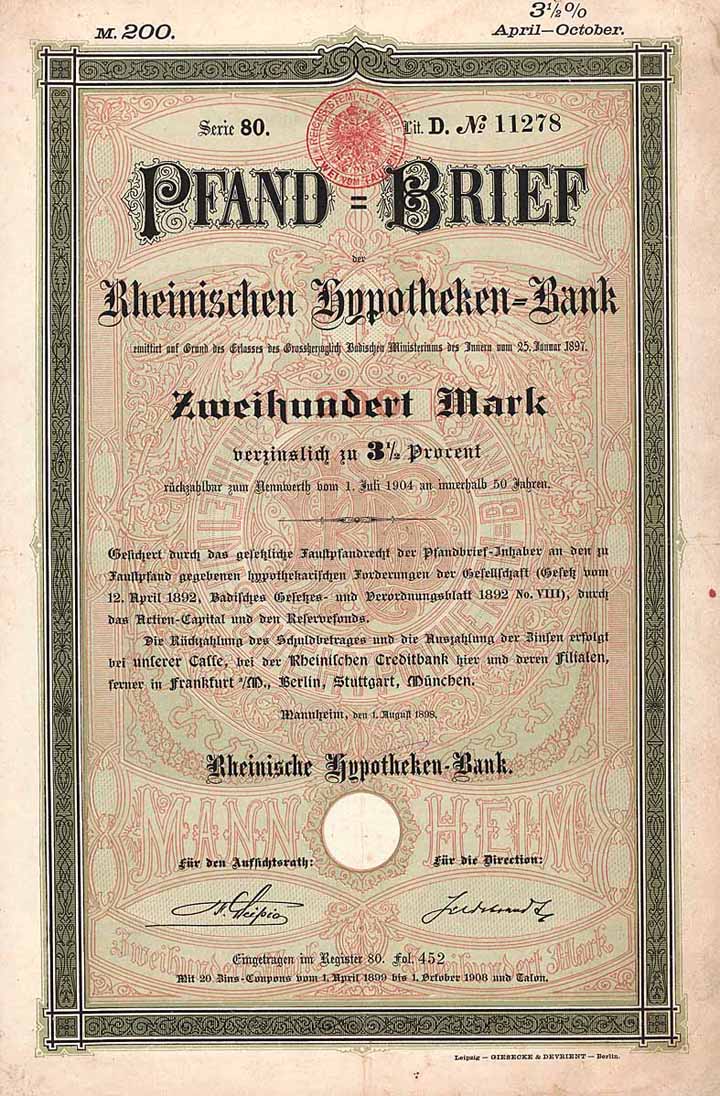 M. 200.
3½%
April—October.
Serie 80.
Lit. D. № 11278
PFAND=BRIEF
der
Rheinischen Hypotheken=Bank
emittirt auf Grund des Erlasses des Grossherzoglich Badischen Ministeriums des Innern vom 25. Januar 1897.
Zweihundert Mark
verzinslich zu 3½ Procent
rückzahlbar zum Nennwerth vom 1. Juli 1904 an innerhalb 50 Jahren.
Gesichert durch das gesetzliche Faustpfandrecht der Pfandbrief-Inhaber an den zu
Faustpfand gegebenen hypothekarischen Forderungen der Gesellschaft (Gesetz vom
12. April 1892, Badisches Gesetzes- und Verordnungsblatt 1892 No. VIII), durch
das Actien-Capital und den Reservefonds.
Die Rückzahlung des Schuldbetrages und die Auszahlung der Zinsen erfolgt
bei unserer Casse, bei der Rheinischen Creditbank hier und deren Filialen,
ferner in Frankfurt a/M., Berlin, Stuttgart, München.
Mannheim, den 1. August 1898.
Rheinische Hypotheken-Bank.
MANNHEIM
Für den Aufsichtsrath:
Für die Direction:
Zweihundert Mark
Eingetragen im Register 80. Fol. 452
Mit 20 Zins-Coupons vom 1. April 1899 bis 1. October 1908 und Talon.
Leipzig — GIESECKE & DEVRIENT — Berlin.